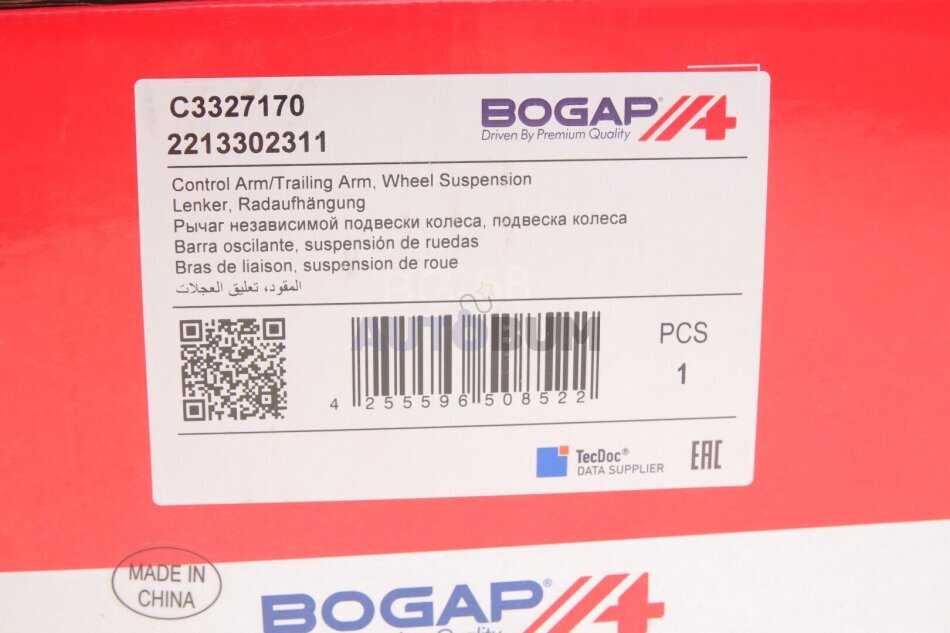 C3327170
2213302311
BOGAP®
Driven By Premium Quality
Control Arm/Trailing Arm, Wheel Suspension
Lenker, Radaufhängung
Рычаг независимой подвески колеса, подвеска колеса
Barra oscilante, suspensión de ruedas
Bras de liaison, suspension de roue
المقود، تعليق العجلات
AUTOBUM
PCS
1
4 255596 508522
TecDoc®
DATA SUPPLIER
EAC
MADE IN
CHINA
BOGAP®
Quality